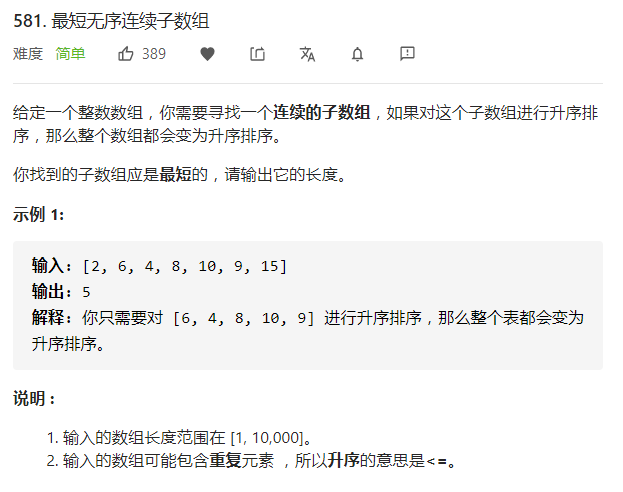 581. 最短无序连续子数组
难度 简单 389
给定一个整数数组，你需要寻找一个连续的子数组，如果对这个子数组进行升序排
序，那么整个数组都会变为升序排序。
你找到的子数组应是最短的，请输出它的长度。
示例 1:
输入: [2, 6, 4, 8, 10, 9, 15]
输出: 5
解释: 你只需要对 [6, 4, 8, 10, 9] 进行升序排序，那么整个表都会变为
升序排序。
说明 :
1. 输入的数组长度范围在 [1, 10,000]。
2. 输入的数组可能包含重复元素 ，所以升序的意思是<=。